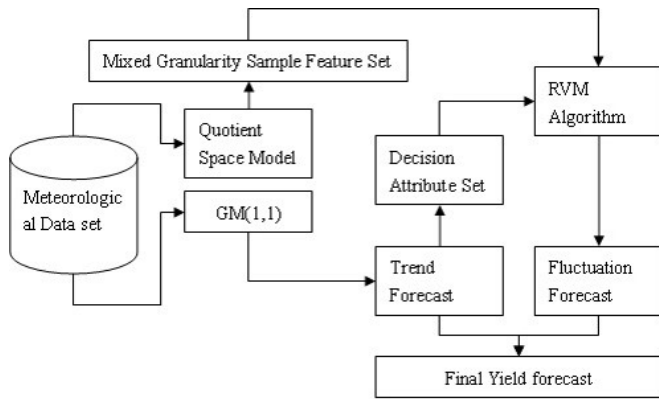 Mixed Granularity Sample Feature Set
RVM
Algorithm
Quotient
Space Model
Decision
Attribute Set
Meteorologic
al Data set
GM(1,1)
Trend
Forecast
Fluctuation
Forecast
Final Yield forecast